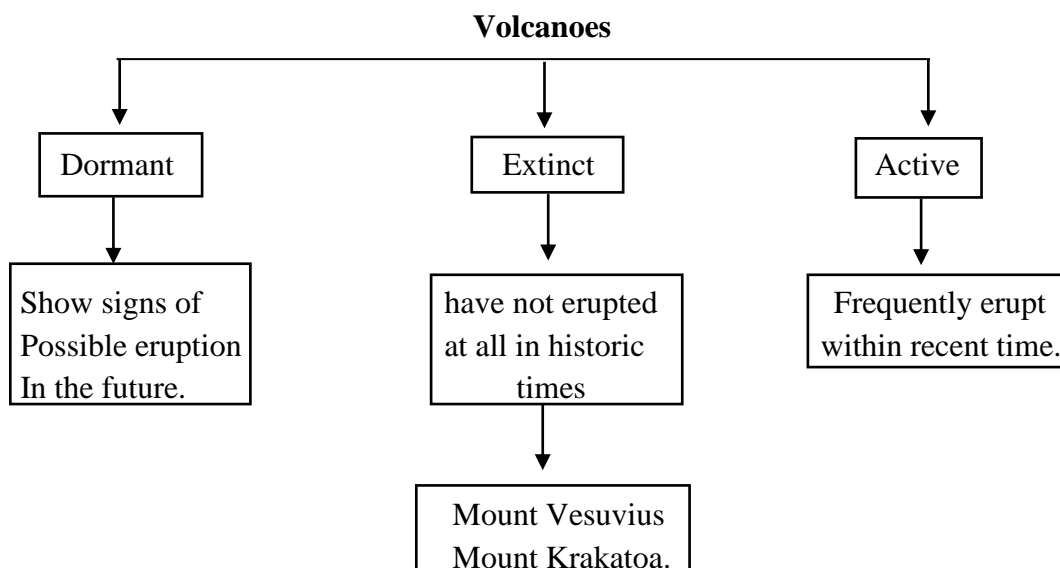 Volcanoes
Dormant
Extinct
Active
Show signs of
Possible eruption
In the future.
have not erupted
at all in historic
times
Frequently erupt
within recent time.
Mount Vesuvius
Mount Krakatoa.